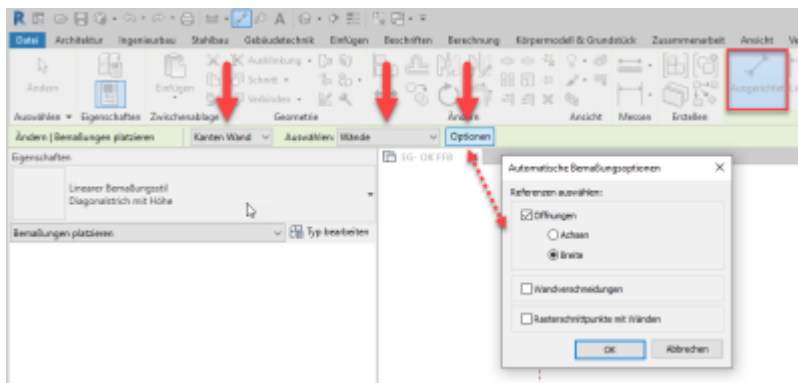 Datei Architektur Ingenieurbau Stahlbau Gebäudetechnik Einfügen Beschriften Berechnung Körpermodell & Grundstück Zusammenarbeit Ansicht
Ausklinkung
Ändern Einfügen Schnitt Ausgerichtet
Verbinden
Auswählen Eigenschaften Zwischenablage Geometrie Ändern Ansicht Messen Erstellen
Ändern | Bemaßungen platzieren Kanten Wand Auswählen: Wände Optionen
Eigenschaften EG- OK FFB
Linearer Bemaßungsstil
Diagonalstrich mit Höhe
Bemaßungen platzieren Typ bearbeiten
Automatische Bemaßungsoptionen
Referenzen auswählen:
Öffnungen
Achsen
Breite
Wandverschneidungen
Rasterschnittpunkte mit Wänden
OK Abbrechen